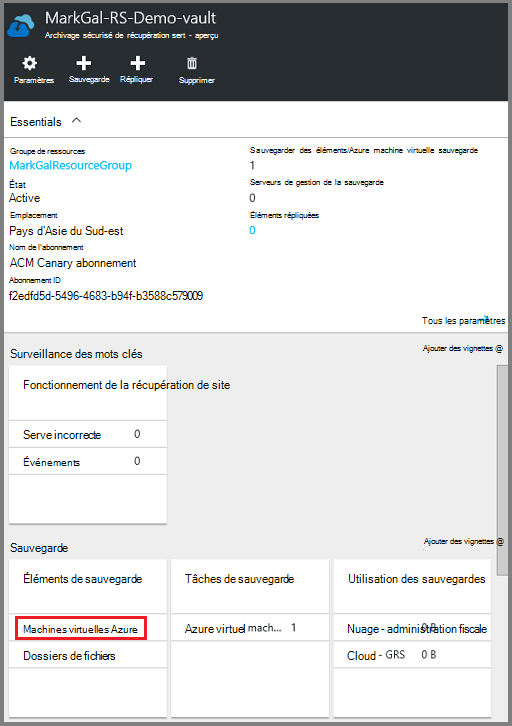 MarkGal-RS-Demo-vault
Archivage sécurisé de récupération sert - aperçu
Paramètres Sauvegarde Répliquer Supprimer
Essentials
Groupe de ressources
MarkGalResourceGroup
État
Active
Emplacement
Pays d'Asie du Sud-est
Nom de l'abonnement
ACM Canary abonnement
Abonnement ID
f2edfd5d-5496-4683-b94f-b3588c579009
Sauvegarder des éléments/Azure machine virtuelle sauvegarde
1
Serveurs de gestion de la sauvegarde
0
Éléments répliquées
0
Tous les paramètres
Surveillance des mots clés
Ajouter des vignettes @
Fonctionnement de la récupération de site
Serve incorrecte 0
Événements 0
Sauvegarde
Ajouter des vignettes @
Éléments de sauvegarde
Machines virtuelles Azure
Dossiers de fichiers
Tâches de sauvegarde
Azure virtuel mach... 1
Utilisation des sauvegardes
Nuage - administration fiscale 0 B
Cloud - GRS 0 B